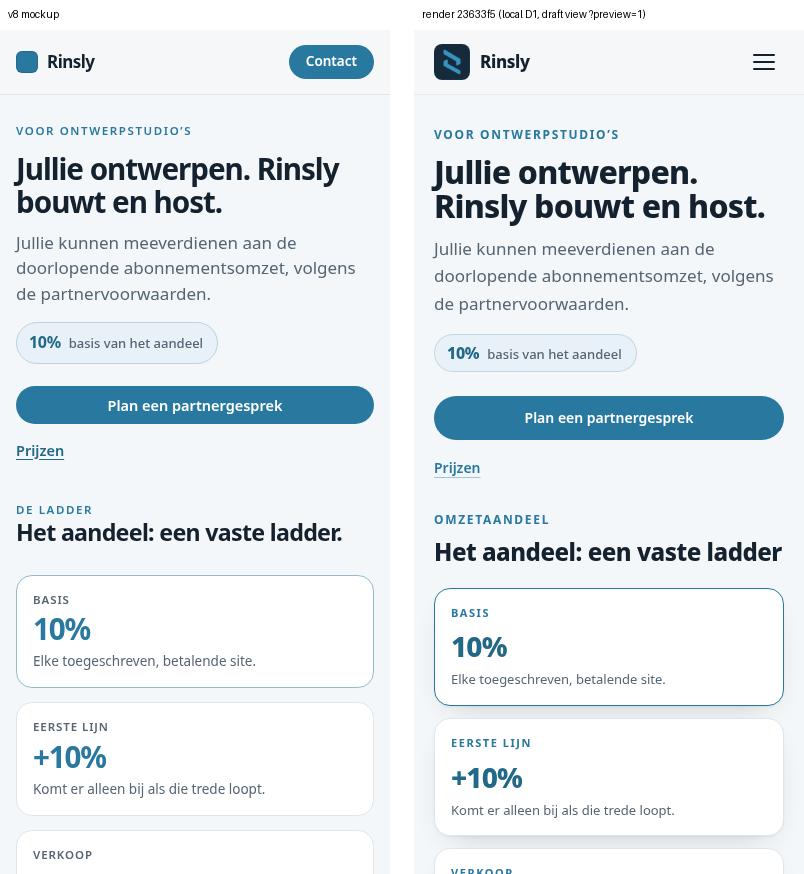 v8 mockup
Rinsly
Contact
VOOR ONTWERPSTUDIO’S
Jullie ontwerpen. Rinsly
bouwt en host.
Jullie kunnen meeverdienen aan de
doorlopende abonnementsomzet, volgens
de partnervoorwaarden.
10% basis van het aandeel
Plan een partnergesprek
Prijzen
DE LADDER
Het aandeel: een vaste ladder.
BASIS
10%
Elke toegeschreven, betalende site.
EERSTE LIJN
+10%
Komt er alleen bij als die trede loopt.
VERKOOP
render 23633f5 (local D1, draft view ?preview=1)
Rinsly
VOOR ONTWERPSTUDIO’S
Jullie ontwerpen.
Rinsly bouwt en host.
Jullie kunnen meeverdienen aan de
doorlopende abonnementsomzet, volgens
de partnervoorwaarden.
10% basis van het aandeel
Plan een partnergesprek
Prijzen
OMZETAANDEEL
Het aandeel: een vaste ladder
BASIS
10%
Elke toegeschreven, betalende site.
EERSTE LIJN
+10%
Komt er alleen bij als die trede loopt.
VERKOOP